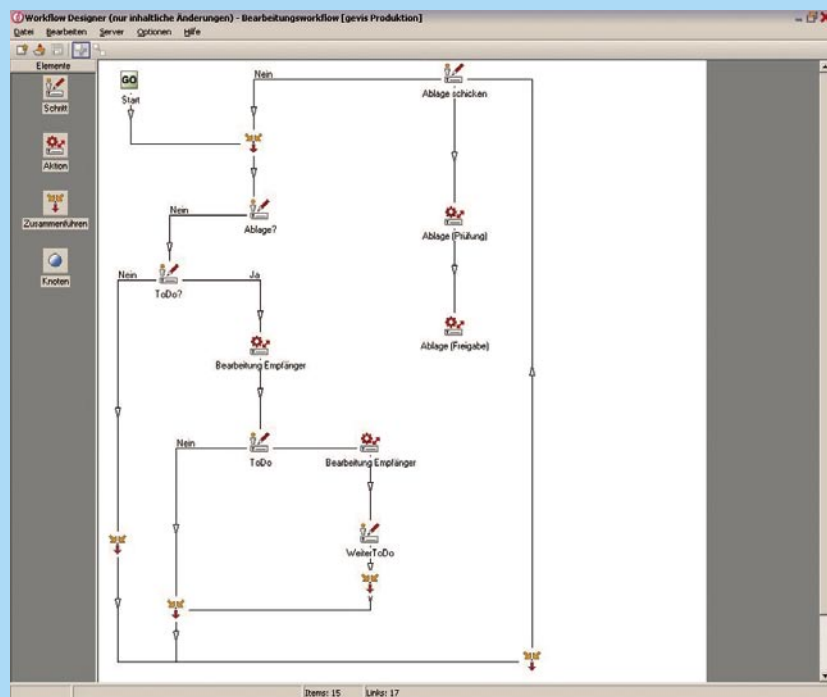 Workflow Designer (nur inhaltliche Änderungen) - Bearbeitungsworkflow [gevis Produktion]
Datei Bearbeiten Server Optionen Hilfe
Elemente
Schritt
Aktion
Zusammenführen
Knoten
GO
Start
Nein
Ablage schicken
Nein
Ablage?
Ablage (Prüfung)
Nein
ToDo?
Ja
Bearbeitung Empfänger
Ablage (Freigabe)
Nein
ToDo
Bearbeitung Empfänger
WeiterToDo
Items: 15 Links: 17